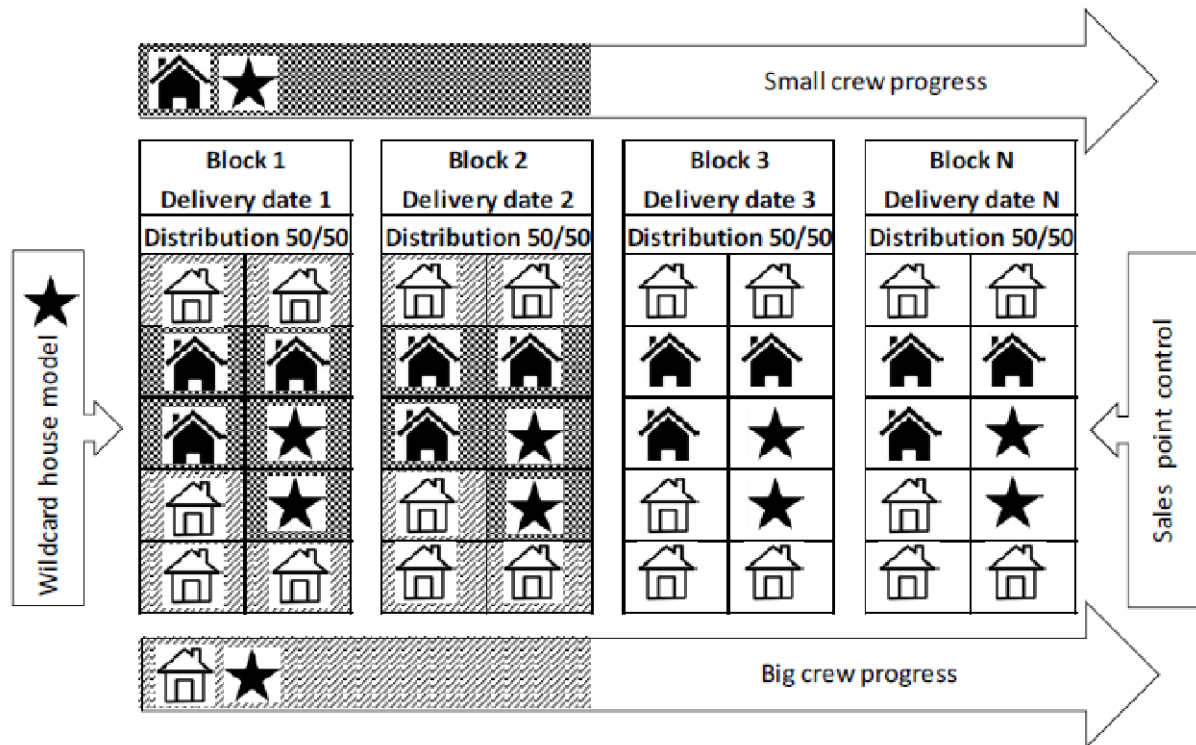 Small crew progress
Block 1
Delivery date 1
Distribution 50/50
Block 2
Delivery date 2
Distribution 50/50
Block 3
Delivery date 3
Distribution 50/50
Block N
Delivery date N
Distribution 50/50
Wildcard house model
Sales point control
Big crew progress